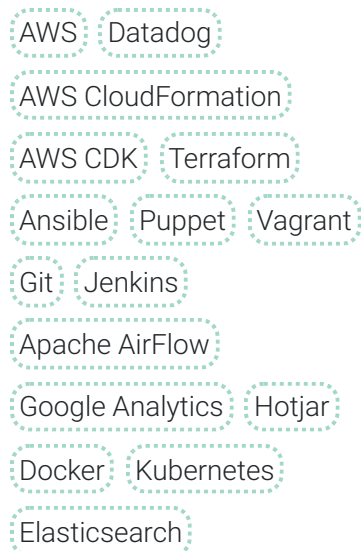 AWS Datadog
AWS CloudFormation
AWS CDK Terraform
Ansible Puppet Vagrant
Git Jenkins
Apache AirFlow
Google Analytics Hotjar
Docker Kubernetes
Elasticsearch